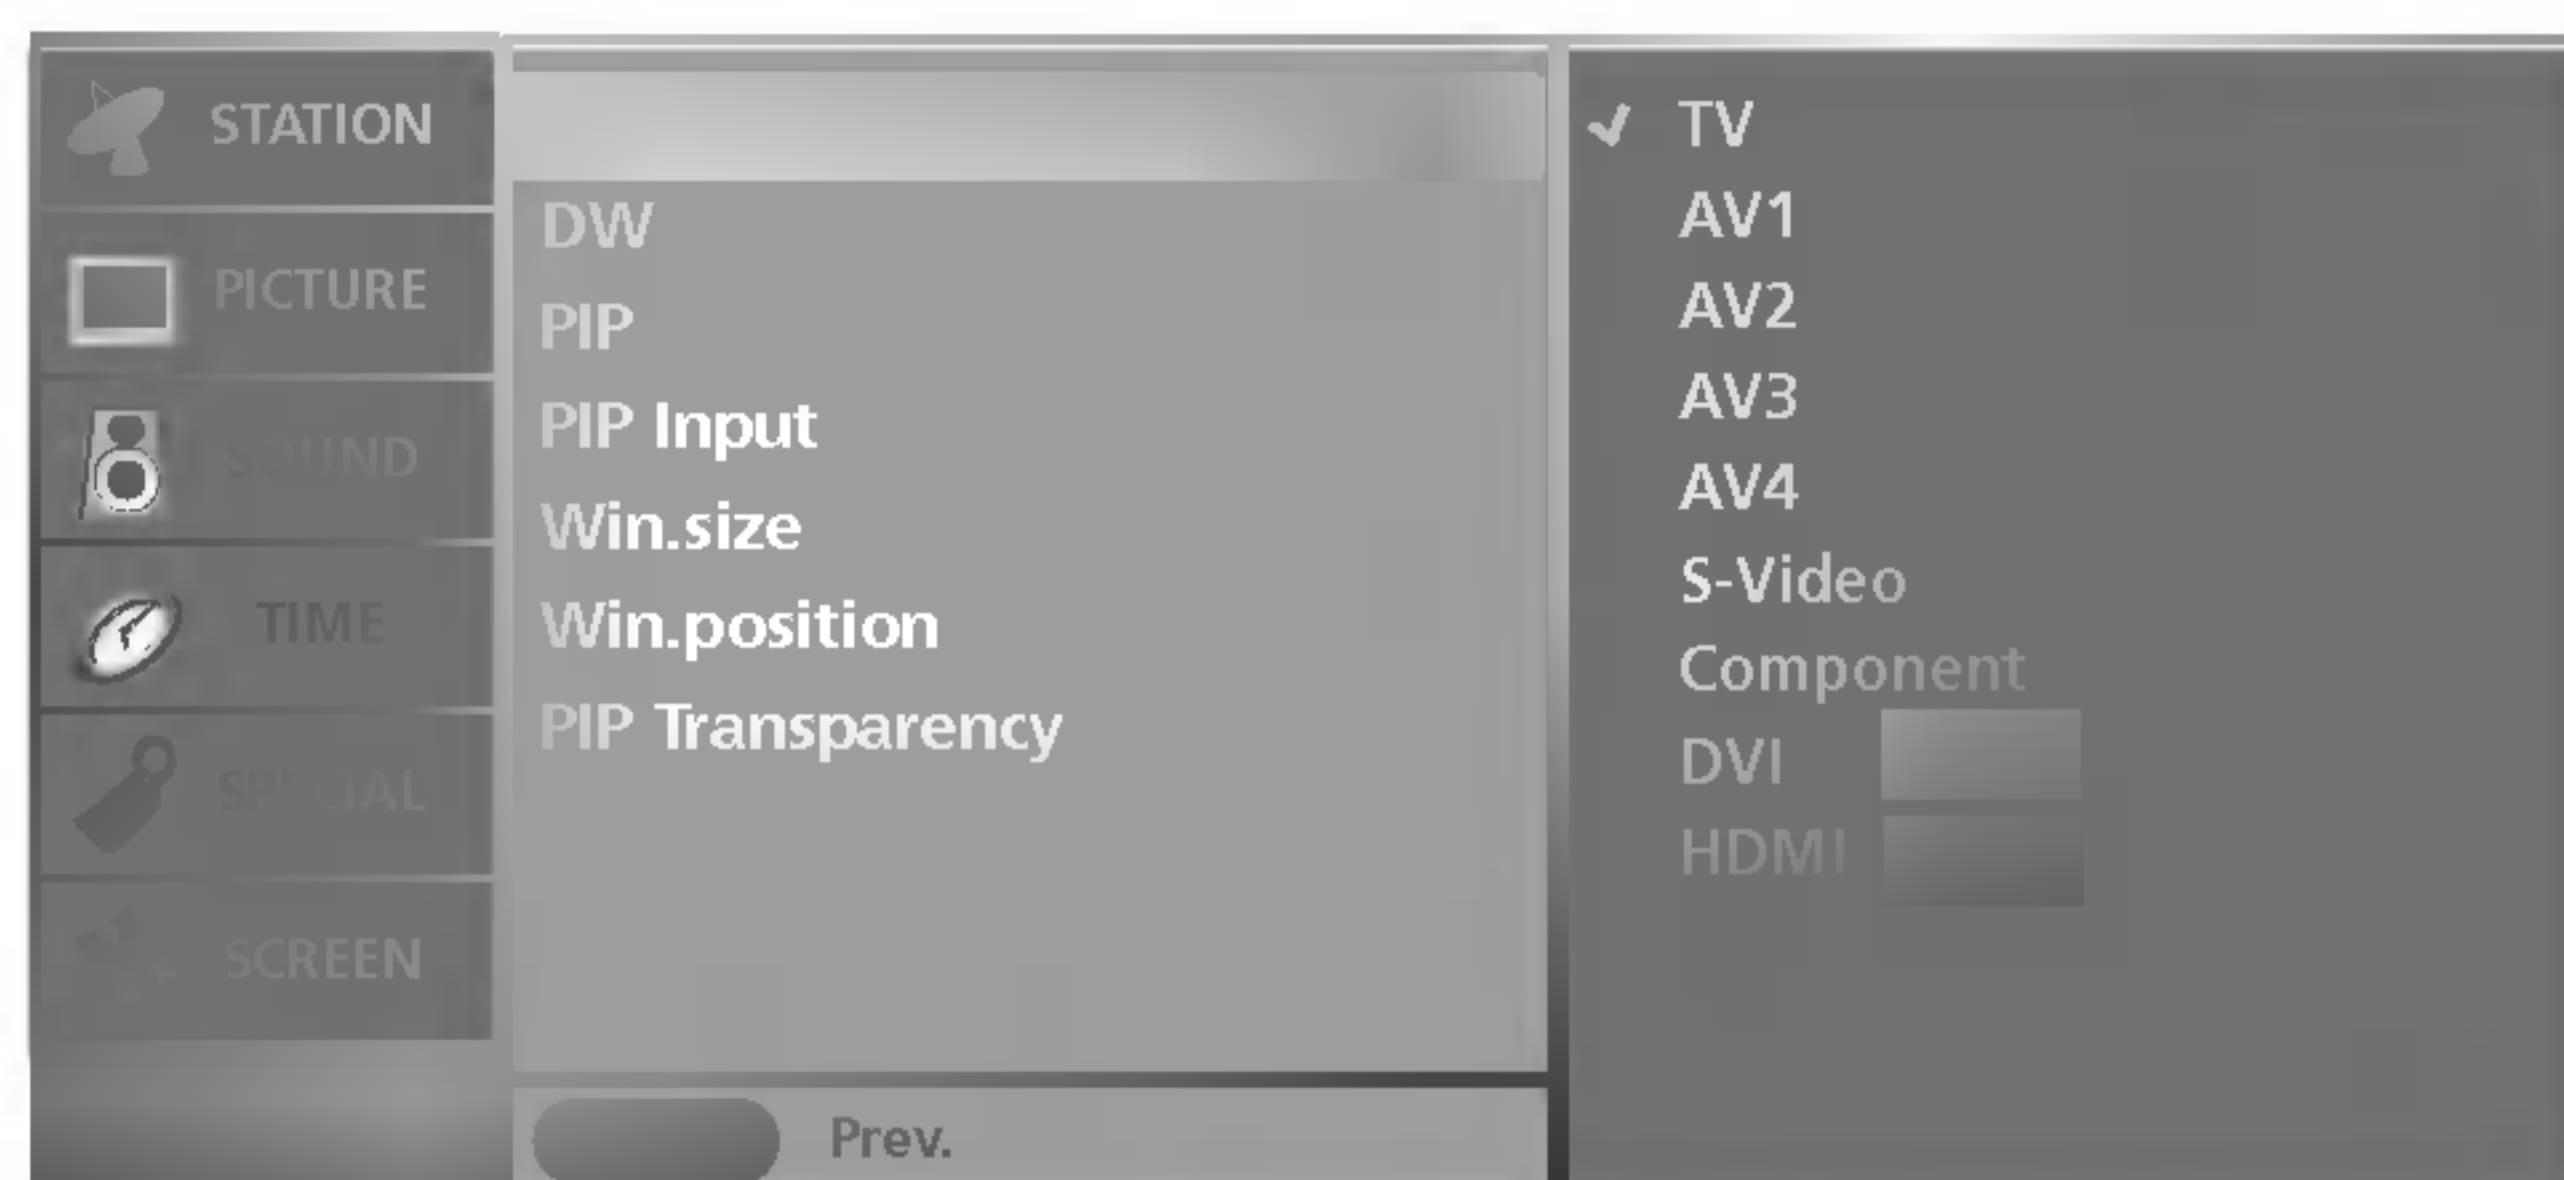 STATION
PICTURE
SOUND
TIME
SPECIAL
SCREEN
DW
PIP
PIP Input
Win.size
Win.position
PIP Transparency
Prev.
TV
AV1
AV2
AV3
AV4
S-Video
Component
DVI
HDMI